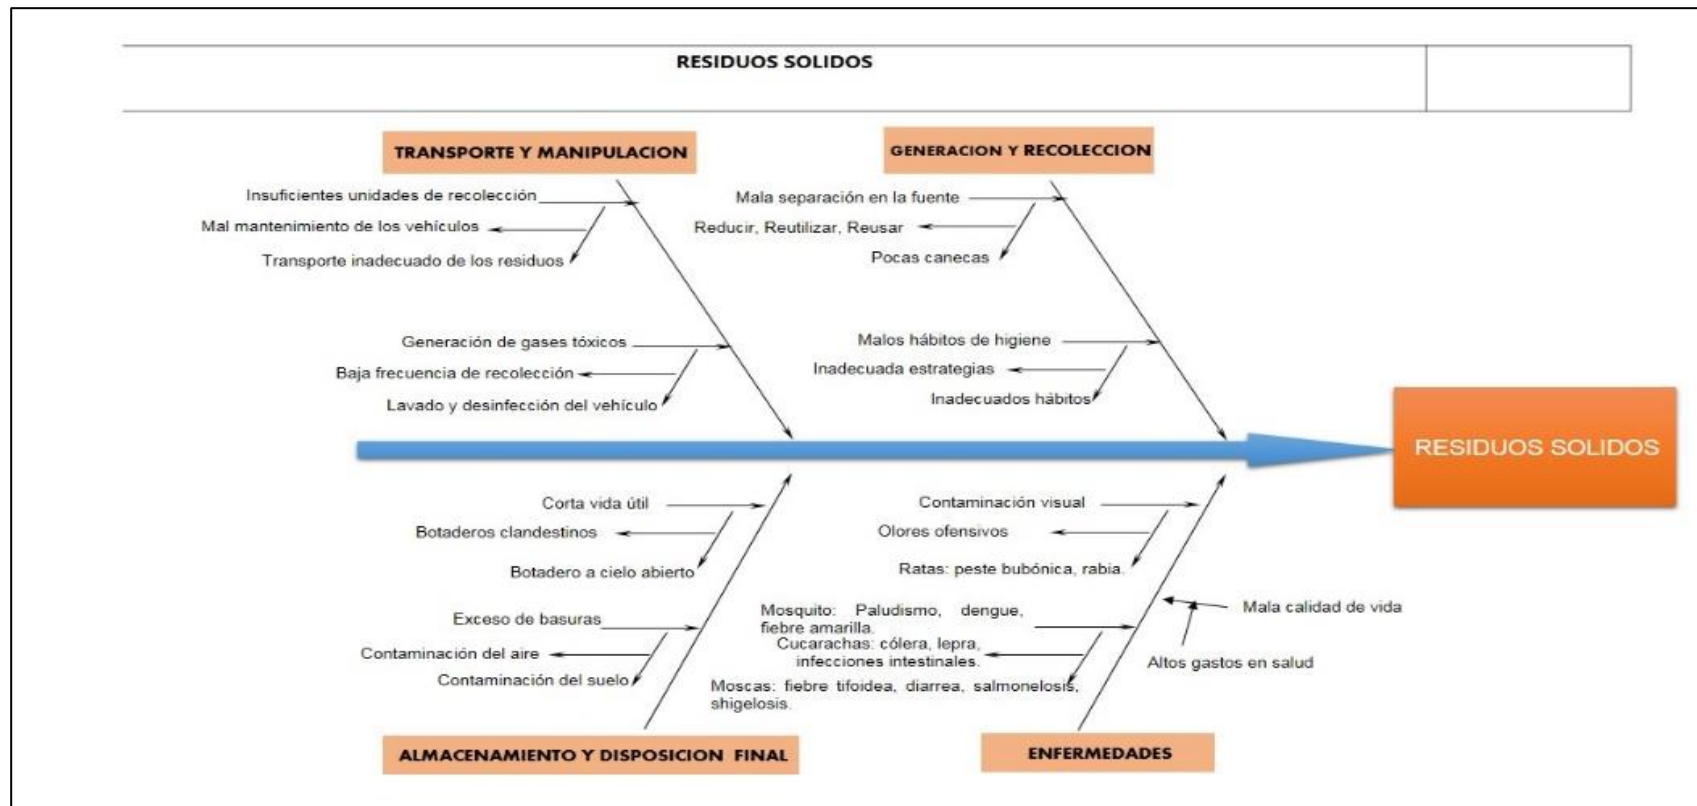 RESIDUOS SOLIDOS
TRANSPORTE Y MANIPULACION
Insuficientes unidades de recolección
Mal mantenimiento de los vehículos
Transporte inadecuado de los residuos
Generación de gases tóxicos
Baja frecuencia de recolección
Lavado y desinfección del vehículo
GENERACION Y RECOLECCION
Mala separación en la fuente
Reducir, Reutilizar, Reusar
Pocas canecas
Malos hábitos de higiene
Inadecuada estrategias
Inadecuados hábitos
RESIDUOS SOLIDOS
Corta vida útil
Botaderos clandestinos
Botadero a cielo abierto
Exceso de basuras
Contaminación del aire
Contaminación del suelo
ALMACENAMIENTO Y DISPOSICION FINAL
Contaminación visual
Olores ofensivos
Ratas: peste bubónica, rabia.
Mosquito: Paludismo, dengue,
fiebre amarilla.
Cucarachas: cólera, lepra,
infecciones intestinales.
Moscas: fiebre tifoidea, diarrea, salmonelosis,
shigelosis.
Mala calidad de vida
Altos gastos en salud
ENFERMEDADES